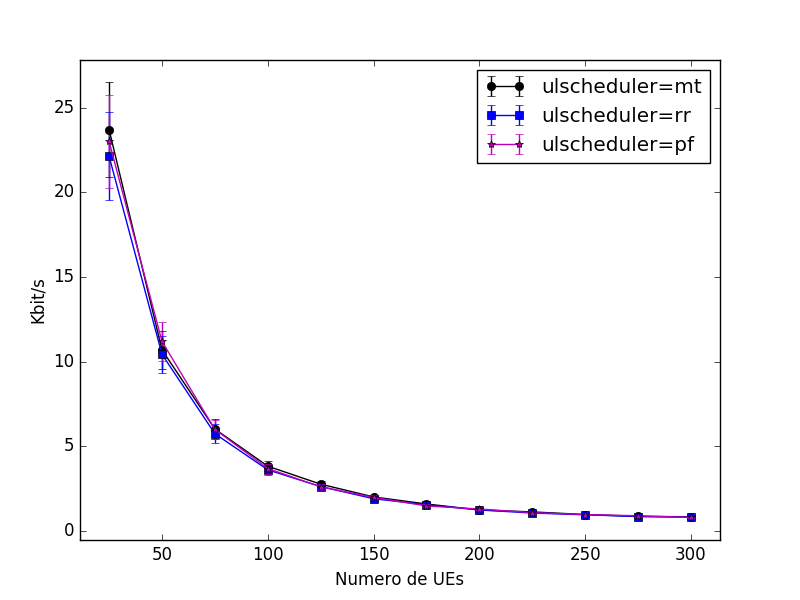 ulscheduler=mt
ulscheduler=rr
ulscheduler=pf
25
20
15
10
5
0
Kbit/s
50 100 150 200 250 300
Numero de UEs